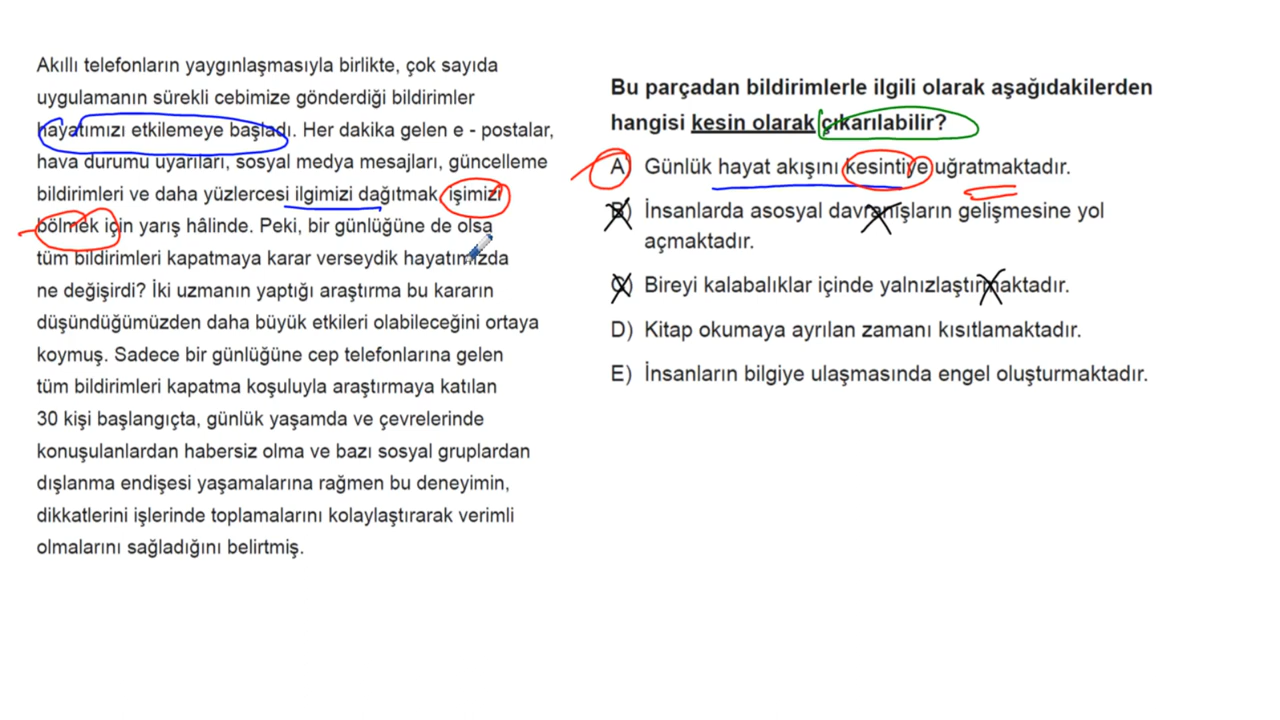 Akıllı telefonların yaygınlaşmasıyla birlikte, çok sayıda
uygulamanın sürekli cebimize gönderdiği bildirimler
hayatımızı etkilemeye başladı. Her dakika gelen e - postalar,
hava durumu uyarıları, sosyal medya mesajları, güncelleme
bildirimleri ve daha yüzlercesi ilgimizi dağıtmak işimizi
bölmek için yarış hâlinde. Peki, bir günlüğüne de olsa
tüm bildirimleri kapatmaya karar verseydik hayatımızda
ne değişirdi? İki uzmanın yaptığı araştırma bu kararın
düşündüğümüzden daha büyük etkileri olabileceğini ortaya
koymuş. Sadece bir günlüğüne cep telefonlarına gelen
tüm bildirimleri kapatma koşuluyla araştırmaya katılan
30 kişi başlangıçta, günlük yaşamda ve çevrelerinde
konuşulanlardan habersiz olma ve bazı sosyal gruplardan
dışlanma endişesi yaşamalarına rağmen bu deneyimin,
dikkatlerini işlerinde toplamalarını kolaylaştırarak verimli
olmalarını sağladığını belirtmiş.
Bu parçadan bildirimlerle ilgili olarak aşağıdakilerden
hangisi kesin olarak çıkarılabilir?
A) Günlük hayat akışını kesintiye uğratmaktadır.
B) İnsanlarda asosyal davranışların gelişmesine yol
açmaktadır.
C) Bireyi kalabalıklar içinde yalnızlaştırmaktadır.
D) Kitap okumaya ayrılan zamanı kısıtlamaktadır.
E) İnsanların bilgiye ulaşmasında engel oluşturmaktadır.